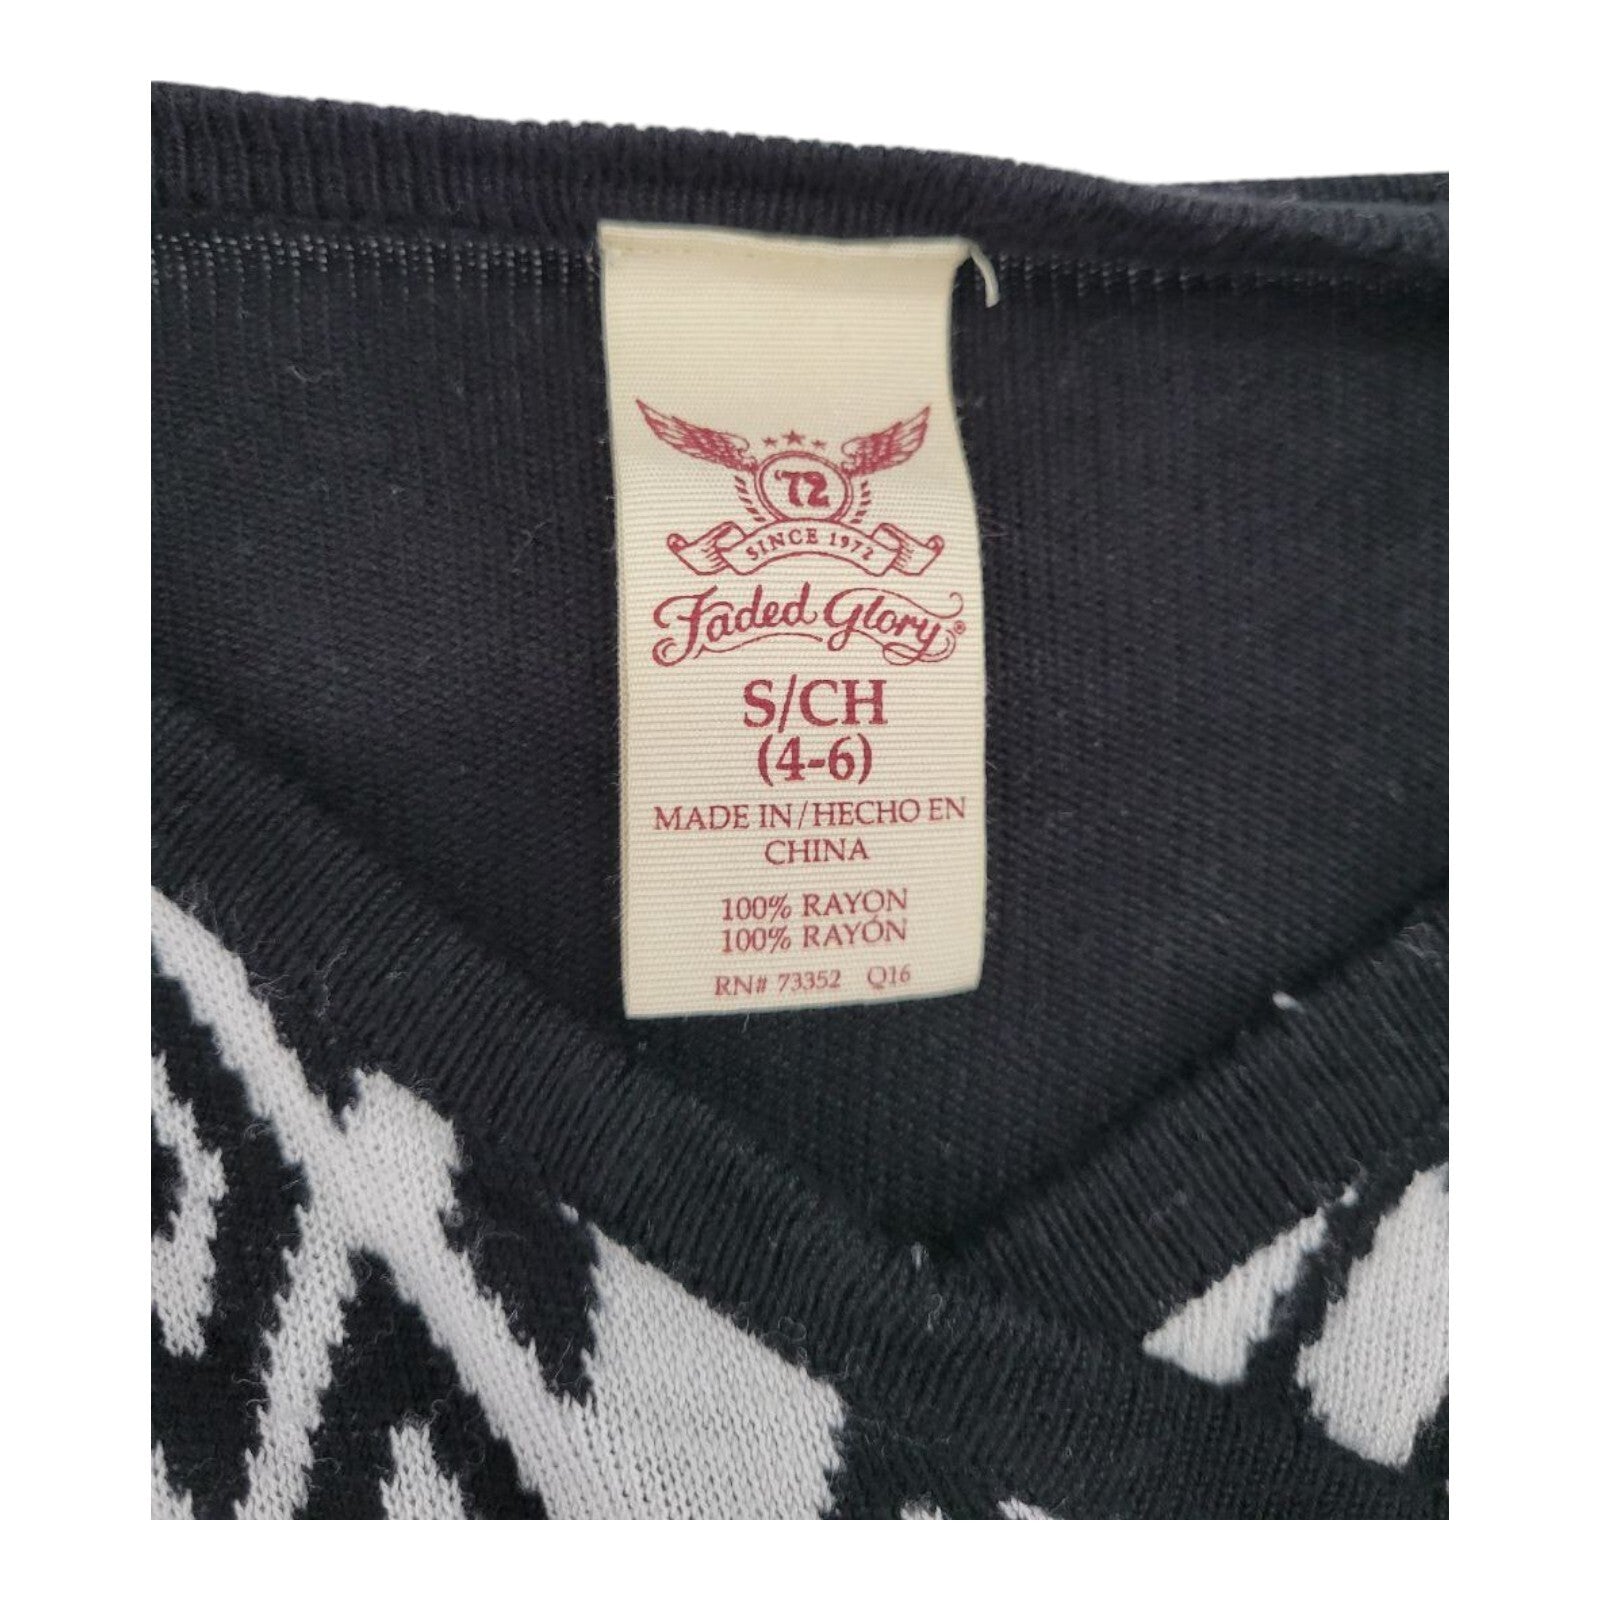 '72
SINCE 1972
Faded Glory®
S/CH
(4-6)
MADE IN/HECHO EN
CHINA
100% RAYON
100% RAYÓN
RN# 73352 Q16